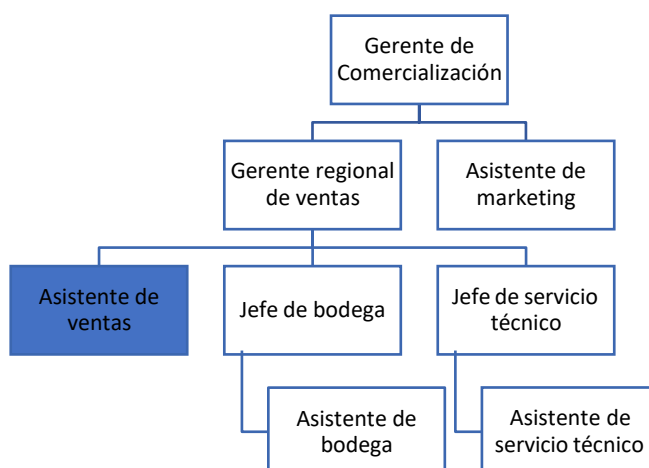 Gerente de
Comercialización
Gerente regional
de ventas
Asistente de
marketing
Asistente de
ventas
Jefe de bodega
Jefe de servicio
técnico
Asistente de
bodega
Asistente de
servicio técnico